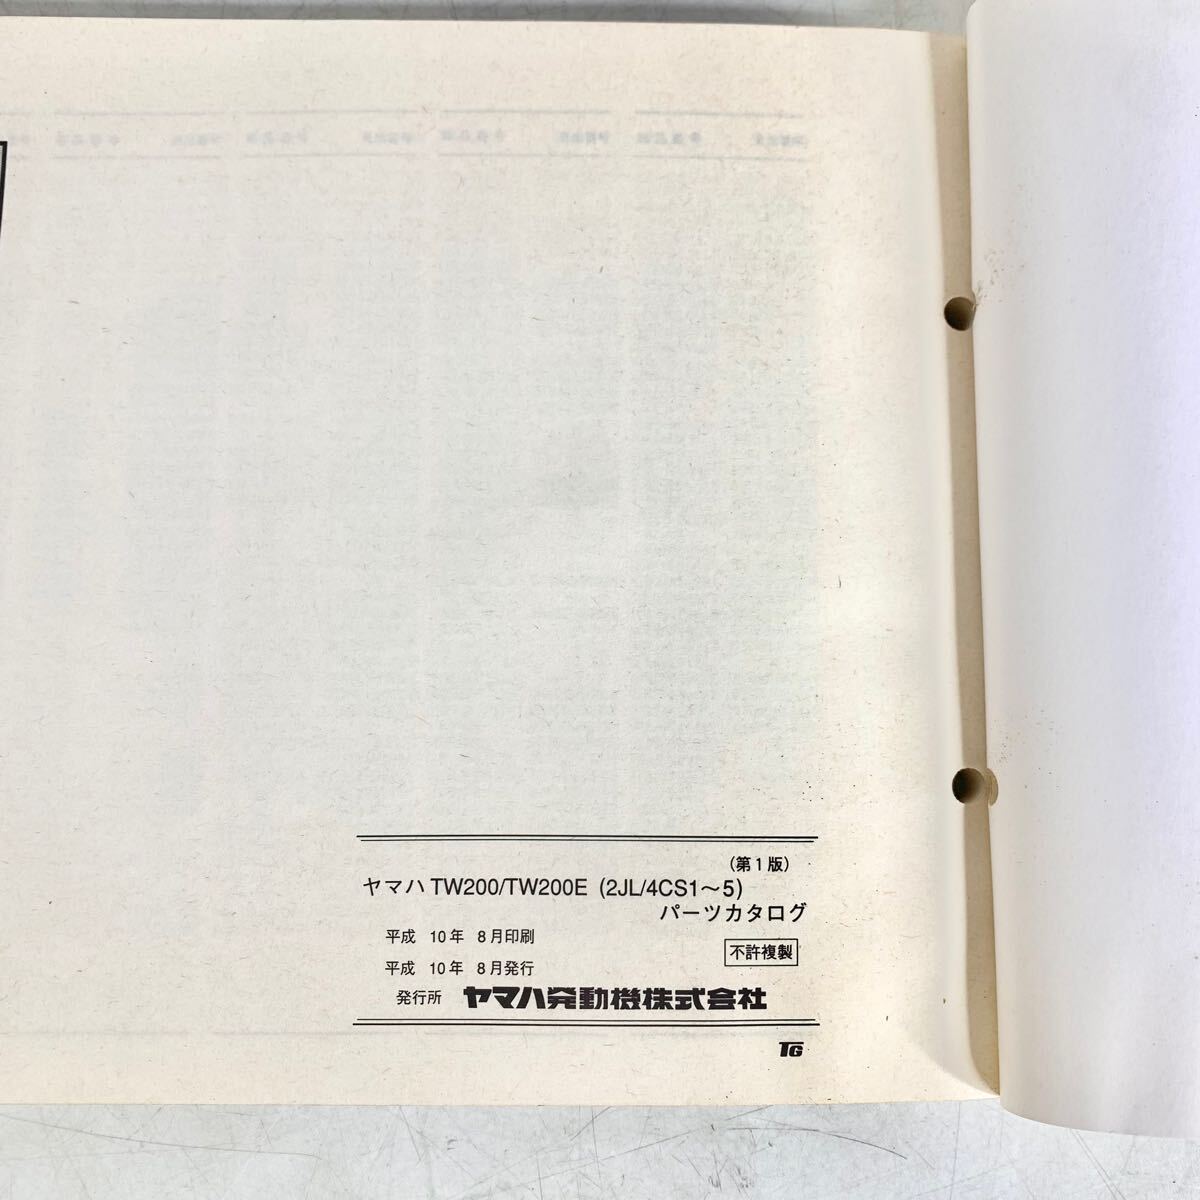 (第1版)
ヤマハ TW200/TW200E (2JL/4CS1～5)
パーツカタログ
平成 10年 8月印刷
不許複製
平成 10年 8月発行
発行所 ヤマハ発動機株式会社
TG